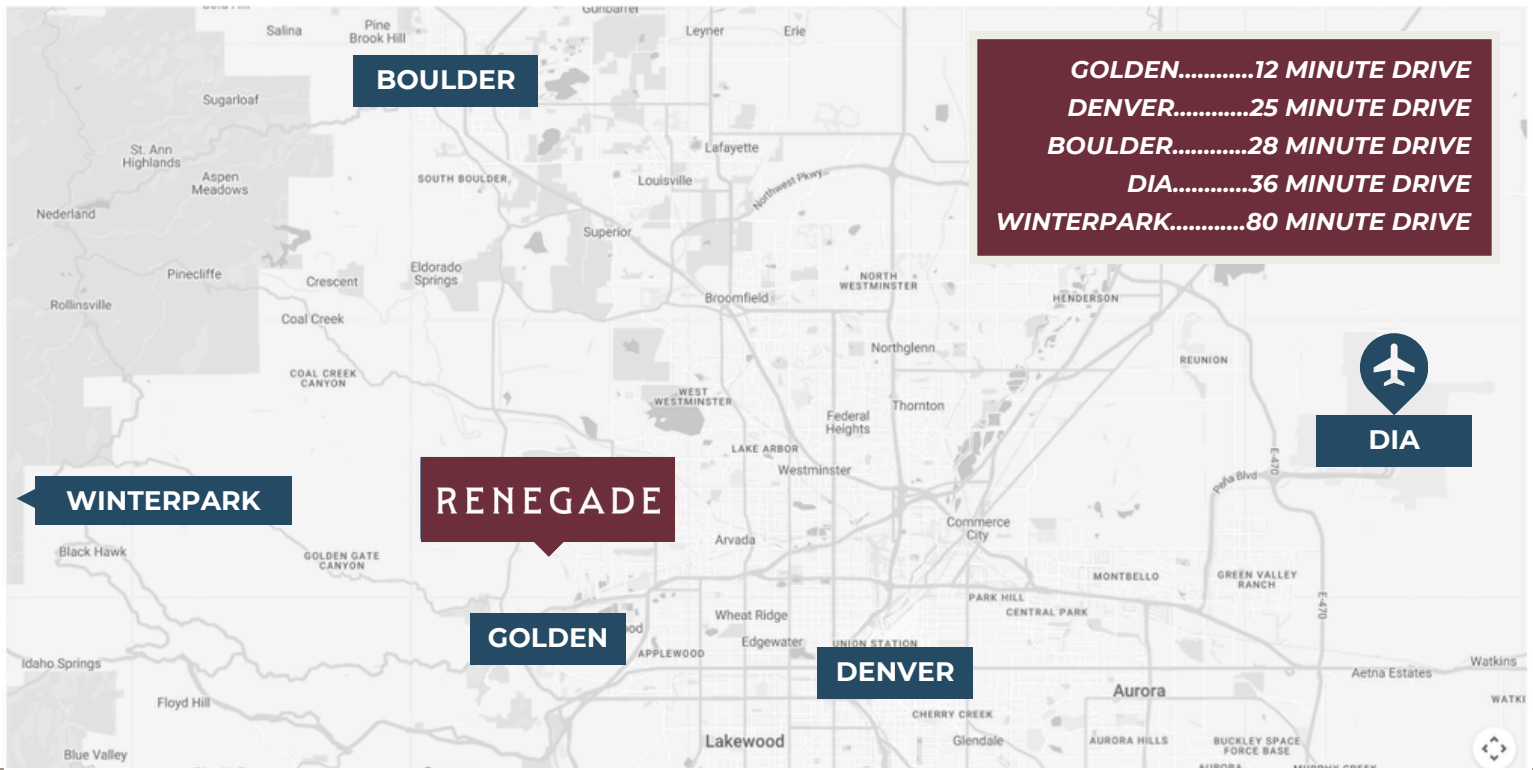 Salina
Pine
Brook Hill
Gunbarrel
Leyner
Erie
BOULDER
GOLDEN............12 MINUTE DRIVE
DENVER............25 MINUTE DRIVE
BOULDER............28 MINUTE DRIVE
DIA............36 MINUTE DRIVE
WINTERPARK............80 MINUTE DRIVE
Sugarloaf
St. Ann
Highlands
Aspen
Meadows
Nederland
SOUTH BOULDER
Lafayette
Louisville
Northwest Pkwy
Superior
Pinecliffe
Crescent
Eldorado
Springs
Rollinsville
Coal Creek
Broomfield
NORTH
WESTMINSTER
HENDERSON
Northglenn
REUNION
COAL CREEK
CANYON
WEST
WESTMINSTER
Federal
Heights
Thornton
DIA
LAKE ARBOR
Westminster
E-470
Peña Blvd
WINTERPARK
RENEGADE
Black Hawk
GOLDEN GATE
CANYON
Arvada
Commerce
City
MONTBELLO
GREEN VALLEY
RANCH
E-470
PARK HILL
CENTRAL PARK
Wheat Ridge
GOLDEN
od
APPLEWOOD
Edgewater
UNION STATION
DENVER
Idaho Springs
Floyd Hill
Aetna Estates
Watkins
WATKI
Aurora
CHERRY CREEK
Blue Valley
Lakewood
Glendale
AURORA HILLS
BUCKLEY SPACE
FORCE BASE